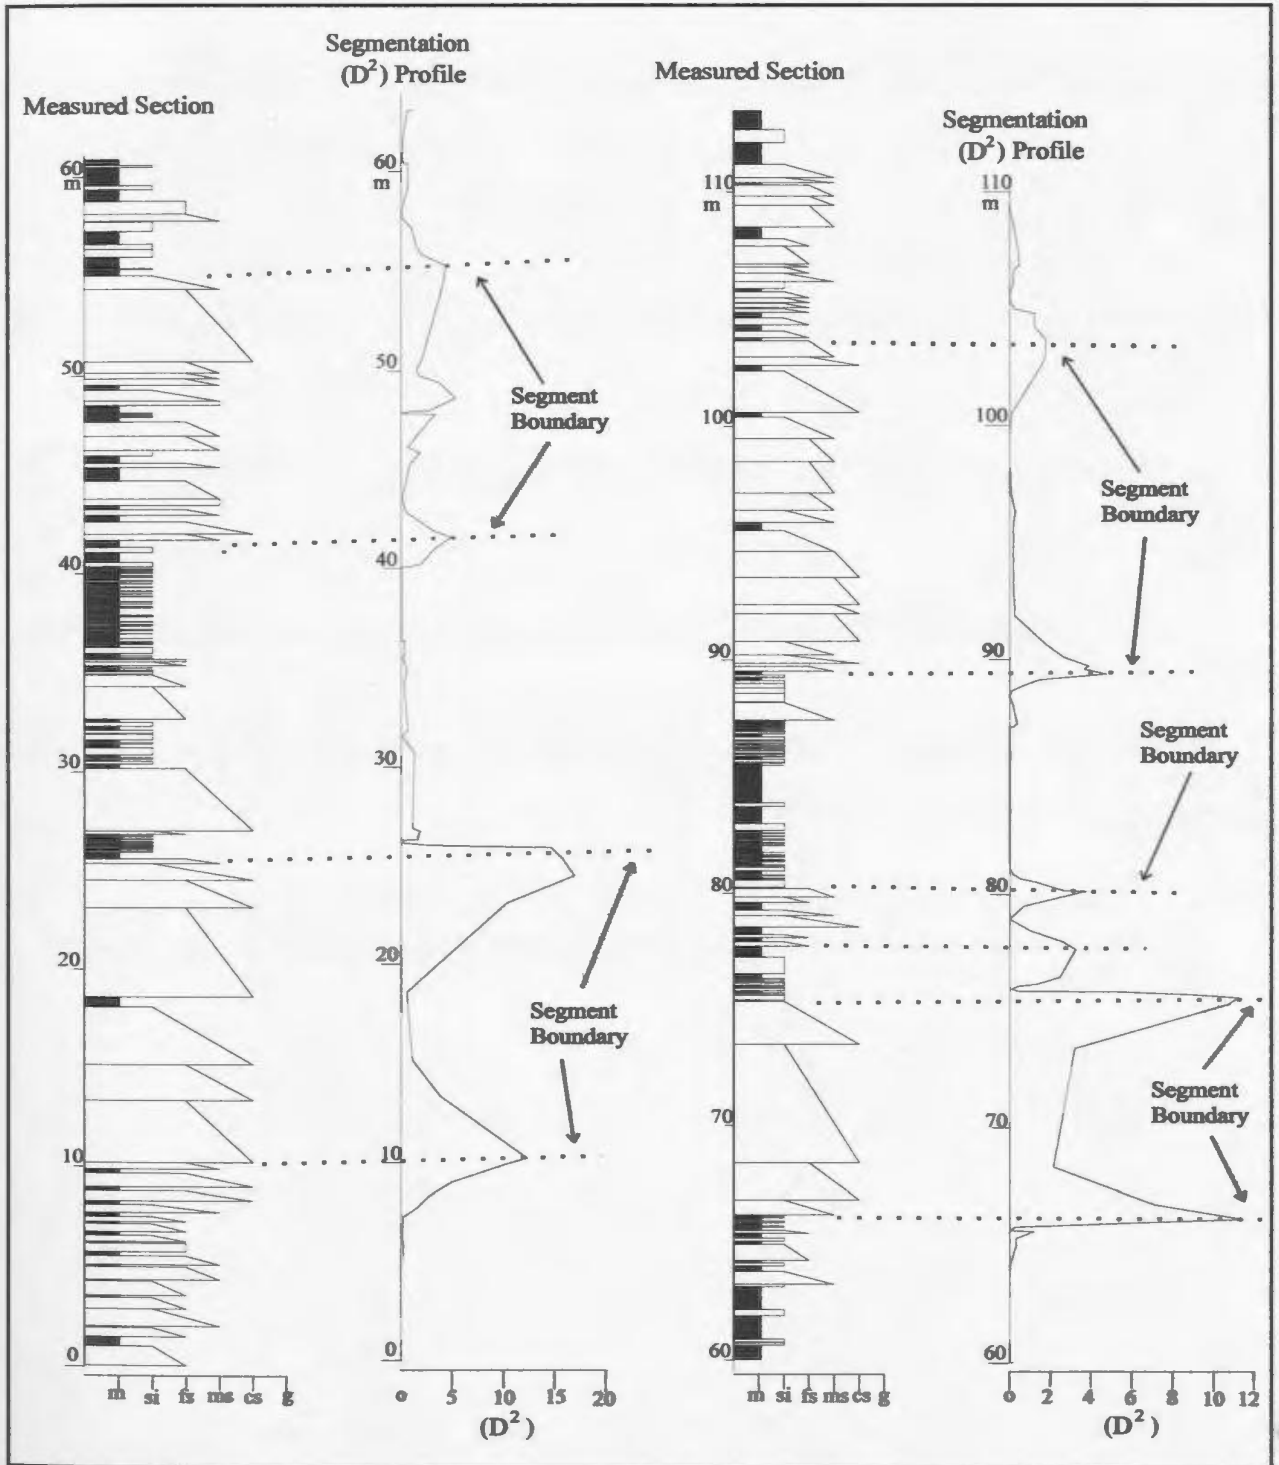 Segmentation
(D²) Profile
Measured Section
60
m
50
40
30
20
10
0
m si fs ms cs g
60
m
50
40
30
20
10
0
0 5 10 15 20
(D²)
Segment
Boundary
Segment
Boundary
Measured Section
110
m
100
90
80
70
60
m si fs ms cs g
Segmentation
(D²) Profile
110
m
100
90
80
70
60
0 2 4 6 8 10 12
(D²)
Segment
Boundary
Segment
Boundary
Segment
Boundary